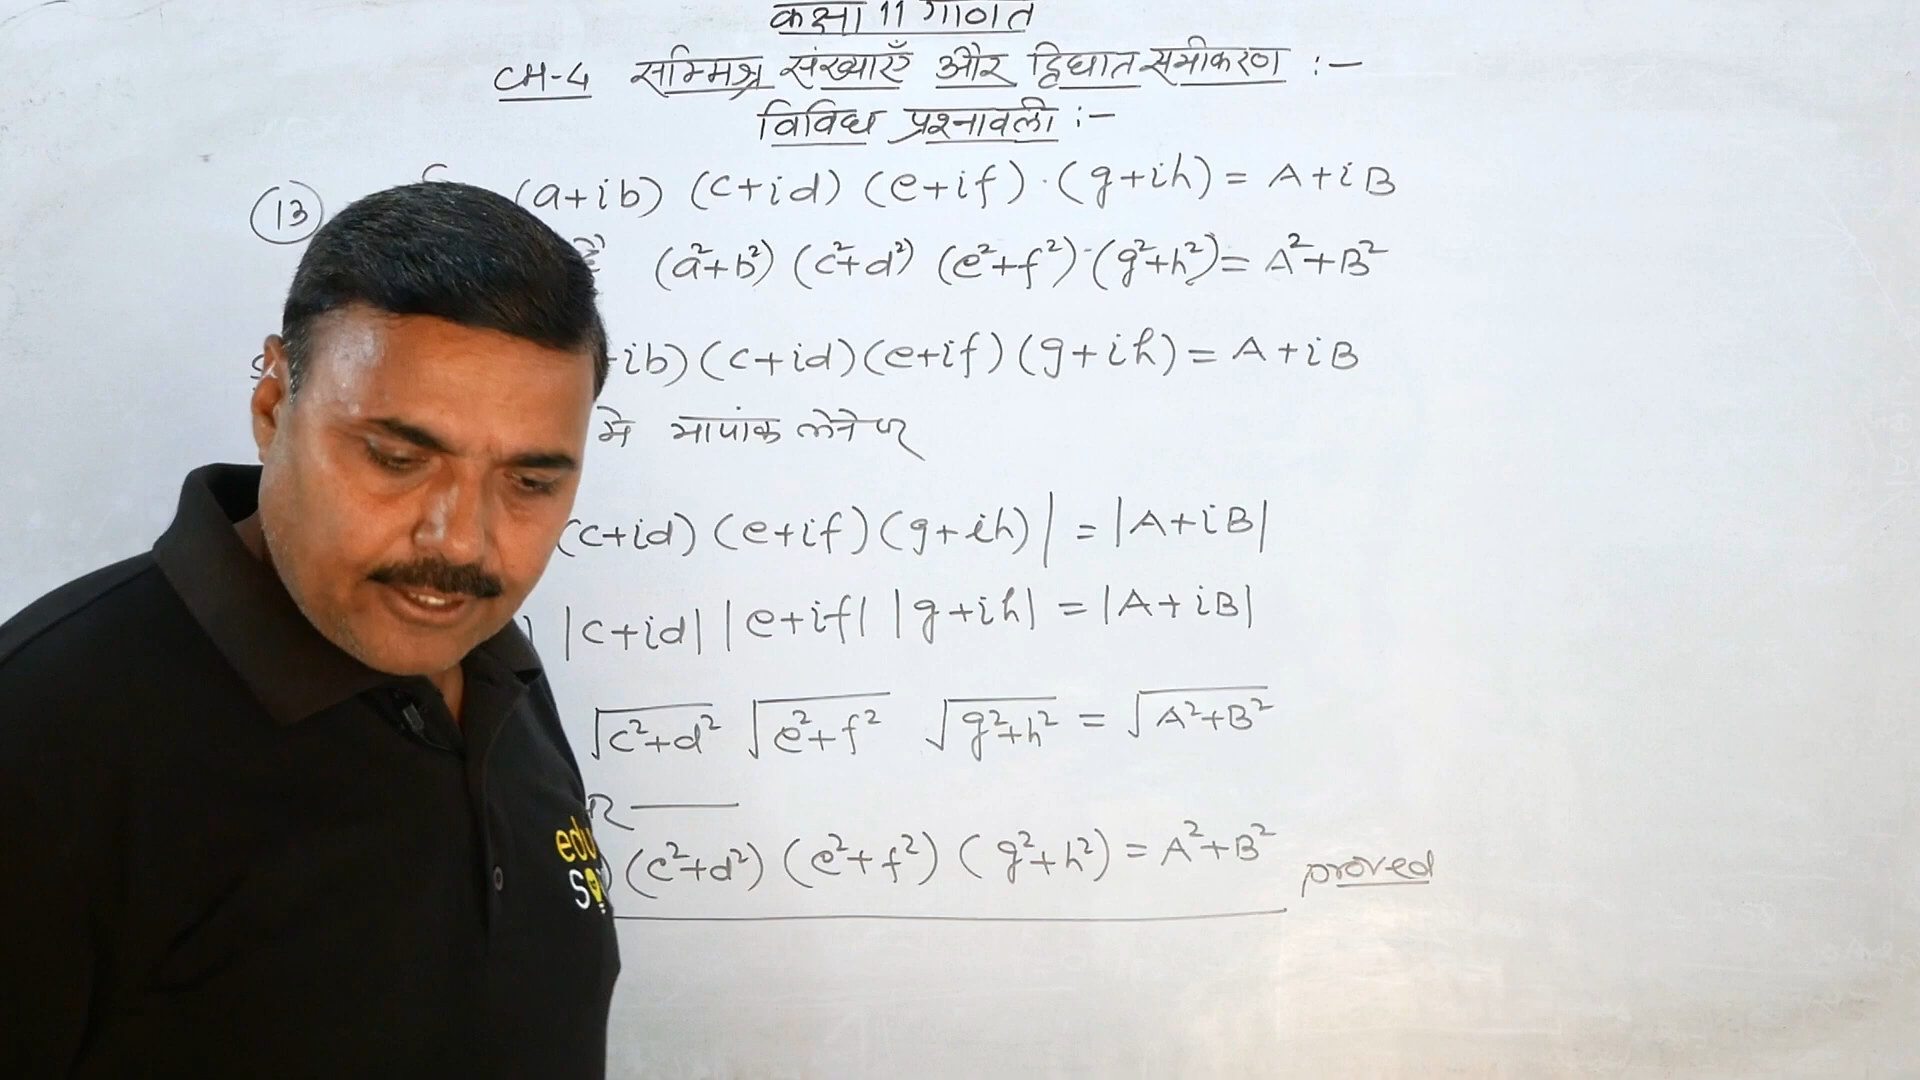 कक्षा 11 गणित
CH-4 सम्मिश्र संख्याएँ और द्विघात समीकरण :-
विविध प्रश्नावली :-
(13) (a+ib) (c+id) (e+if) · (g+ih) = A+iB
(a²+b²) (c²+d²) (e²+f²) · (g²+h²) = A²+B²
ib) (c+id) (e+if) (g+ih) = A+iB
मे मापांक लेने पर
(c+id) (e+if) (g+ih)| = |A+iB|
| |c+id| |e+if| |g+ih| = |A+iB|
√c²+d² √e²+f² √g²+h² = √A²+B²
) (c²+d²) (e²+f²) (g²+h²) = A²+B² proved
edu